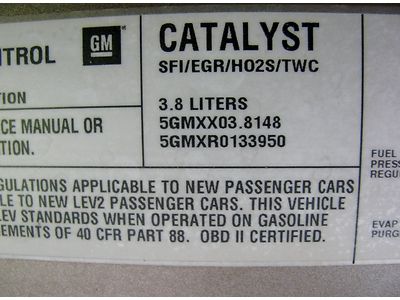 NTROL
GM
CATALYST
SFI/EGR/HO2S/TWC
TION
3.8 LITERS
CE MANUAL OR
5GMXX03.8148
TION.
5GMXR0133950
FUEL
PRESS
REGU
GULATIONS APPLICABLE TO NEW PASSENGER CARS
LE TO NEW LEV2 PASSENGER CARS. THIS VEHICLE
EV STANDARDS WHEN OPERATED ON GASOLINE
EMENTS OF 40 CFR PART 88. OBD II CERTIFIED.
EVAP
PURG